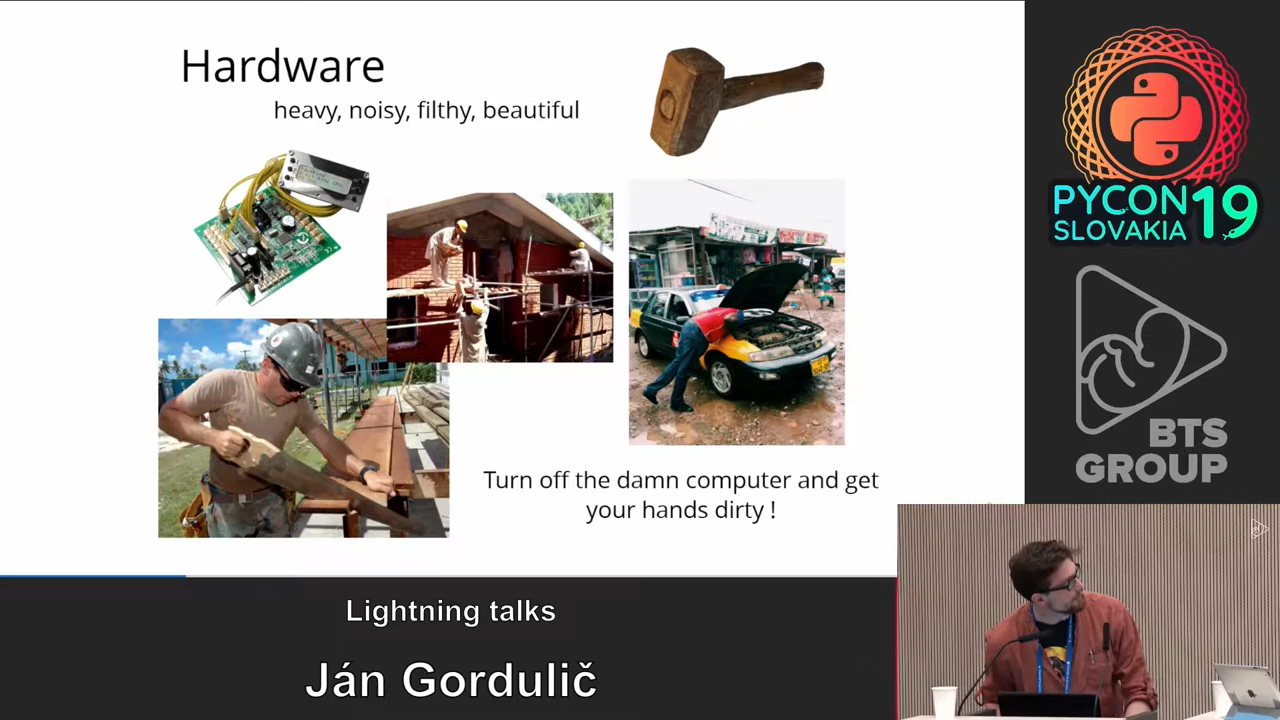 Hardware
heavy, noisy, filthy, beautiful
Turn off the damn computer and get
your hands dirty !
PYCON
SLOVAKIA
19
BTS
GROUP
Lightning talks
Ján Gordulič